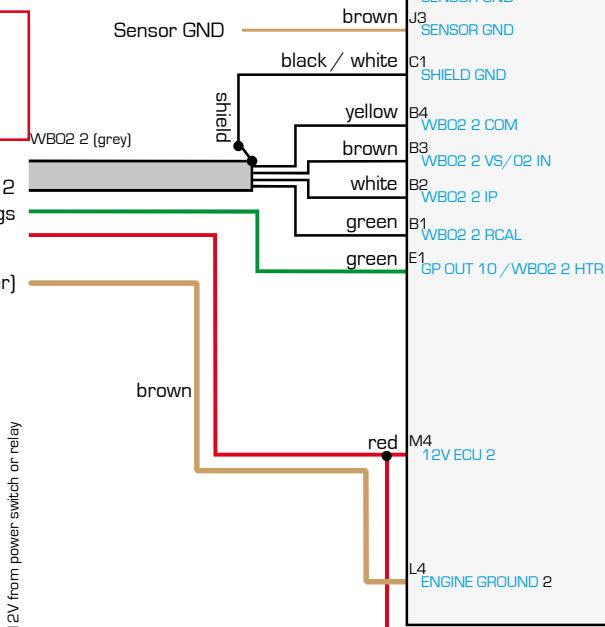 SENSOR GND
brown
J3
Sensor GND
SENSOR GND
black / white
C1
SHIELD GND
shield
yellow
B4
WBO2 2 COM
WBO2 2 (grey)
brown
B3
WBO2 2 VS/O2 IN
2
white
B2
WBO2 2 IP
gs
green
B1
WBO2 2 RCAL
green
E1
GP OUT 10 / WBO2 2 HTR
r)
brown
red
M4
12V ECU 2
12V from power switch or relay
L4
ENGINE GROUND 2